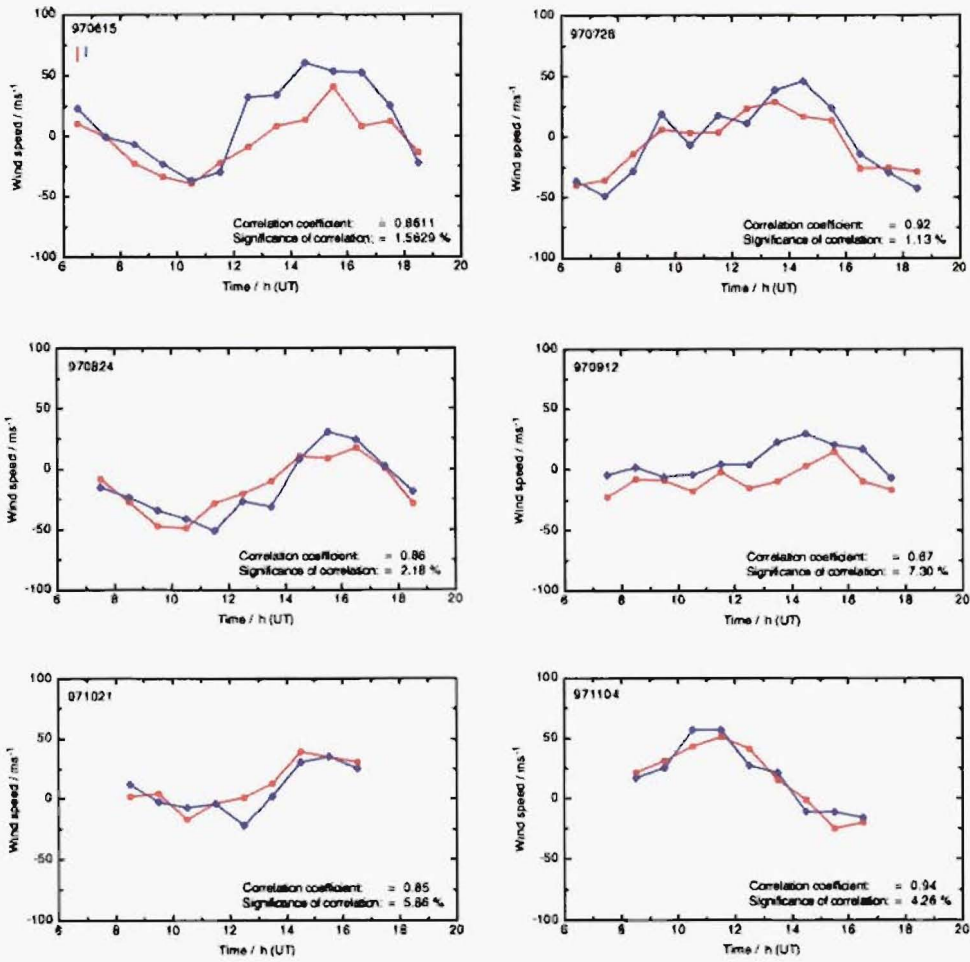 970615
Wind speed / ms⁻¹
100
50
0
-50
-100
6 8 10 12 14 16 18 20
Time / h (UT)
Correlation coefficient: = 0.8611
Significance of correlation: = 1.5629 %
970728
Wind speed / ms⁻¹
100
50
0
-50
-100
6 8 10 12 14 16 18 20
Time / h (UT)
Correlation coefficient: = 0.92
Significance of correlation: = 1.13 %
970824
Wind speed / ms⁻¹
100
50
0
-50
-100
6 8 10 12 14 16 18 20
Time / h (UT)
Correlation coefficient: = 0.86
Significance of correlation: = 2.18 %
970912
Wind speed / ms⁻¹
100
50
0
-50
-100
6 8 10 12 14 16 18 20
Time / h (UT)
Correlation coefficient: = 0.67
Significance of correlation: = 7.30 %
971021
Wind speed / ms⁻¹
100
50
0
-50
-100
6 8 10 12 14 16 18 20
Time / h (UT)
Correlation coefficient: = 0.85
Significance of correlation: = 5.86 %
971104
Wind speed / ms⁻¹
100
50
0
-50
-100
6 8 10 12 14 16 18 20
Time / h (UT)
Correlation coefficient: = 0.94
Significance of correlation: = 4.26 %